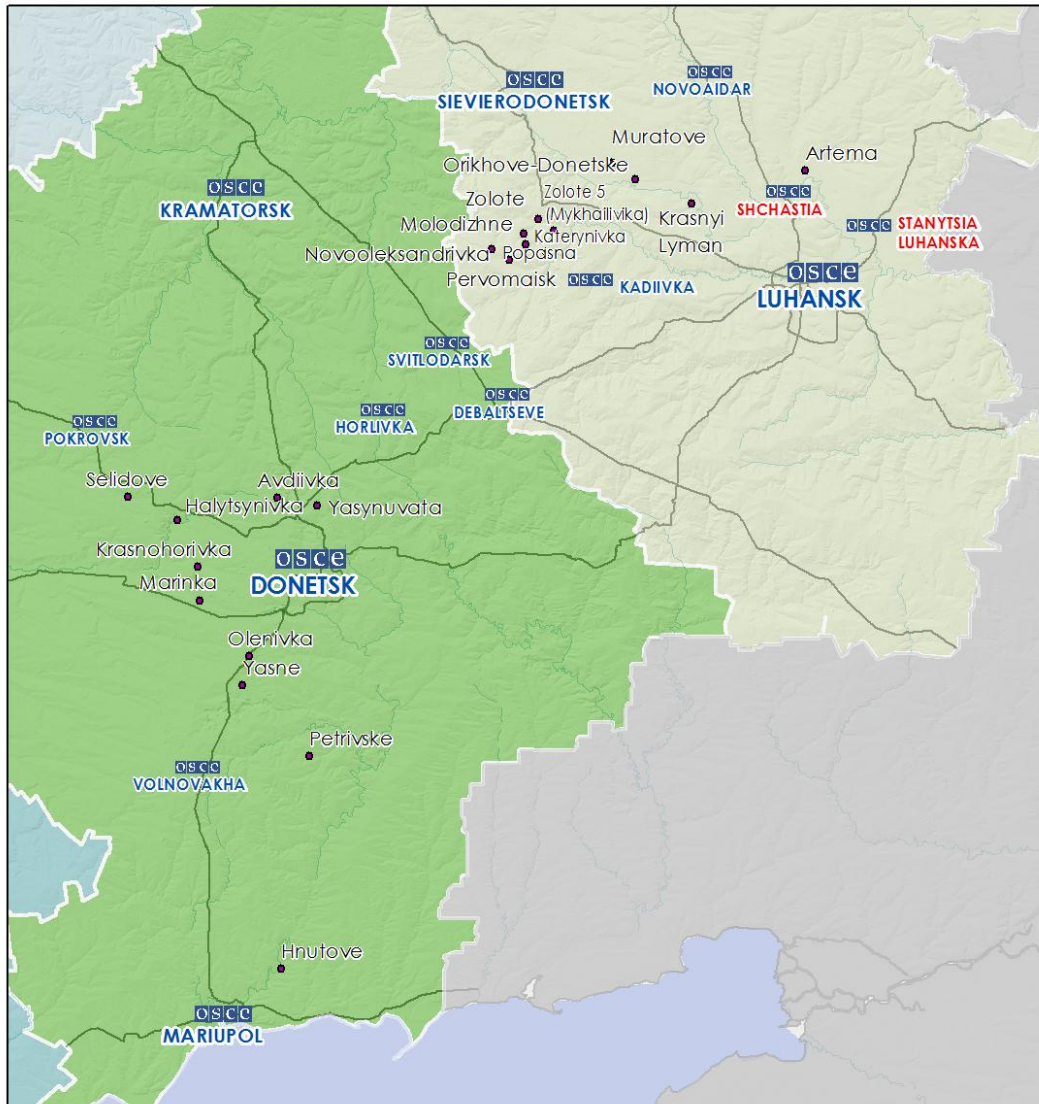 OSCE
SIEVIERODONETSK
OSCE
NOVOAIDAR
Muratove
Orikhove-Donetske
Artema
OSCE
KRAMATORSK
Zolote
Zolote 5
(Mykhailivika)
Krasnyi
Lyman
OSCE
SHCHASTIA
OSCE
STANYTSIA
LUHANSKA
Molodizhne
Katerynivka
Novooleksandrivka
Popasna
Pervomaisk
OSCE
KADIIVKA
OSCE
LUHANSK
OSCE
SVITLODARSK
OSCE
DEBALTSEVE
OSCE
HORLIVKA
OSCE
POKROVSK
Selidove
Avdiivka
Halytsynivka
Yasynuvata
Krasnohorivka
OSCE
DONETSK
Marinka
Olenivka
Yasne
Petrivske
OSCE
VOLNOVAKHA
Hnutove
OSCE
MARIUPOL